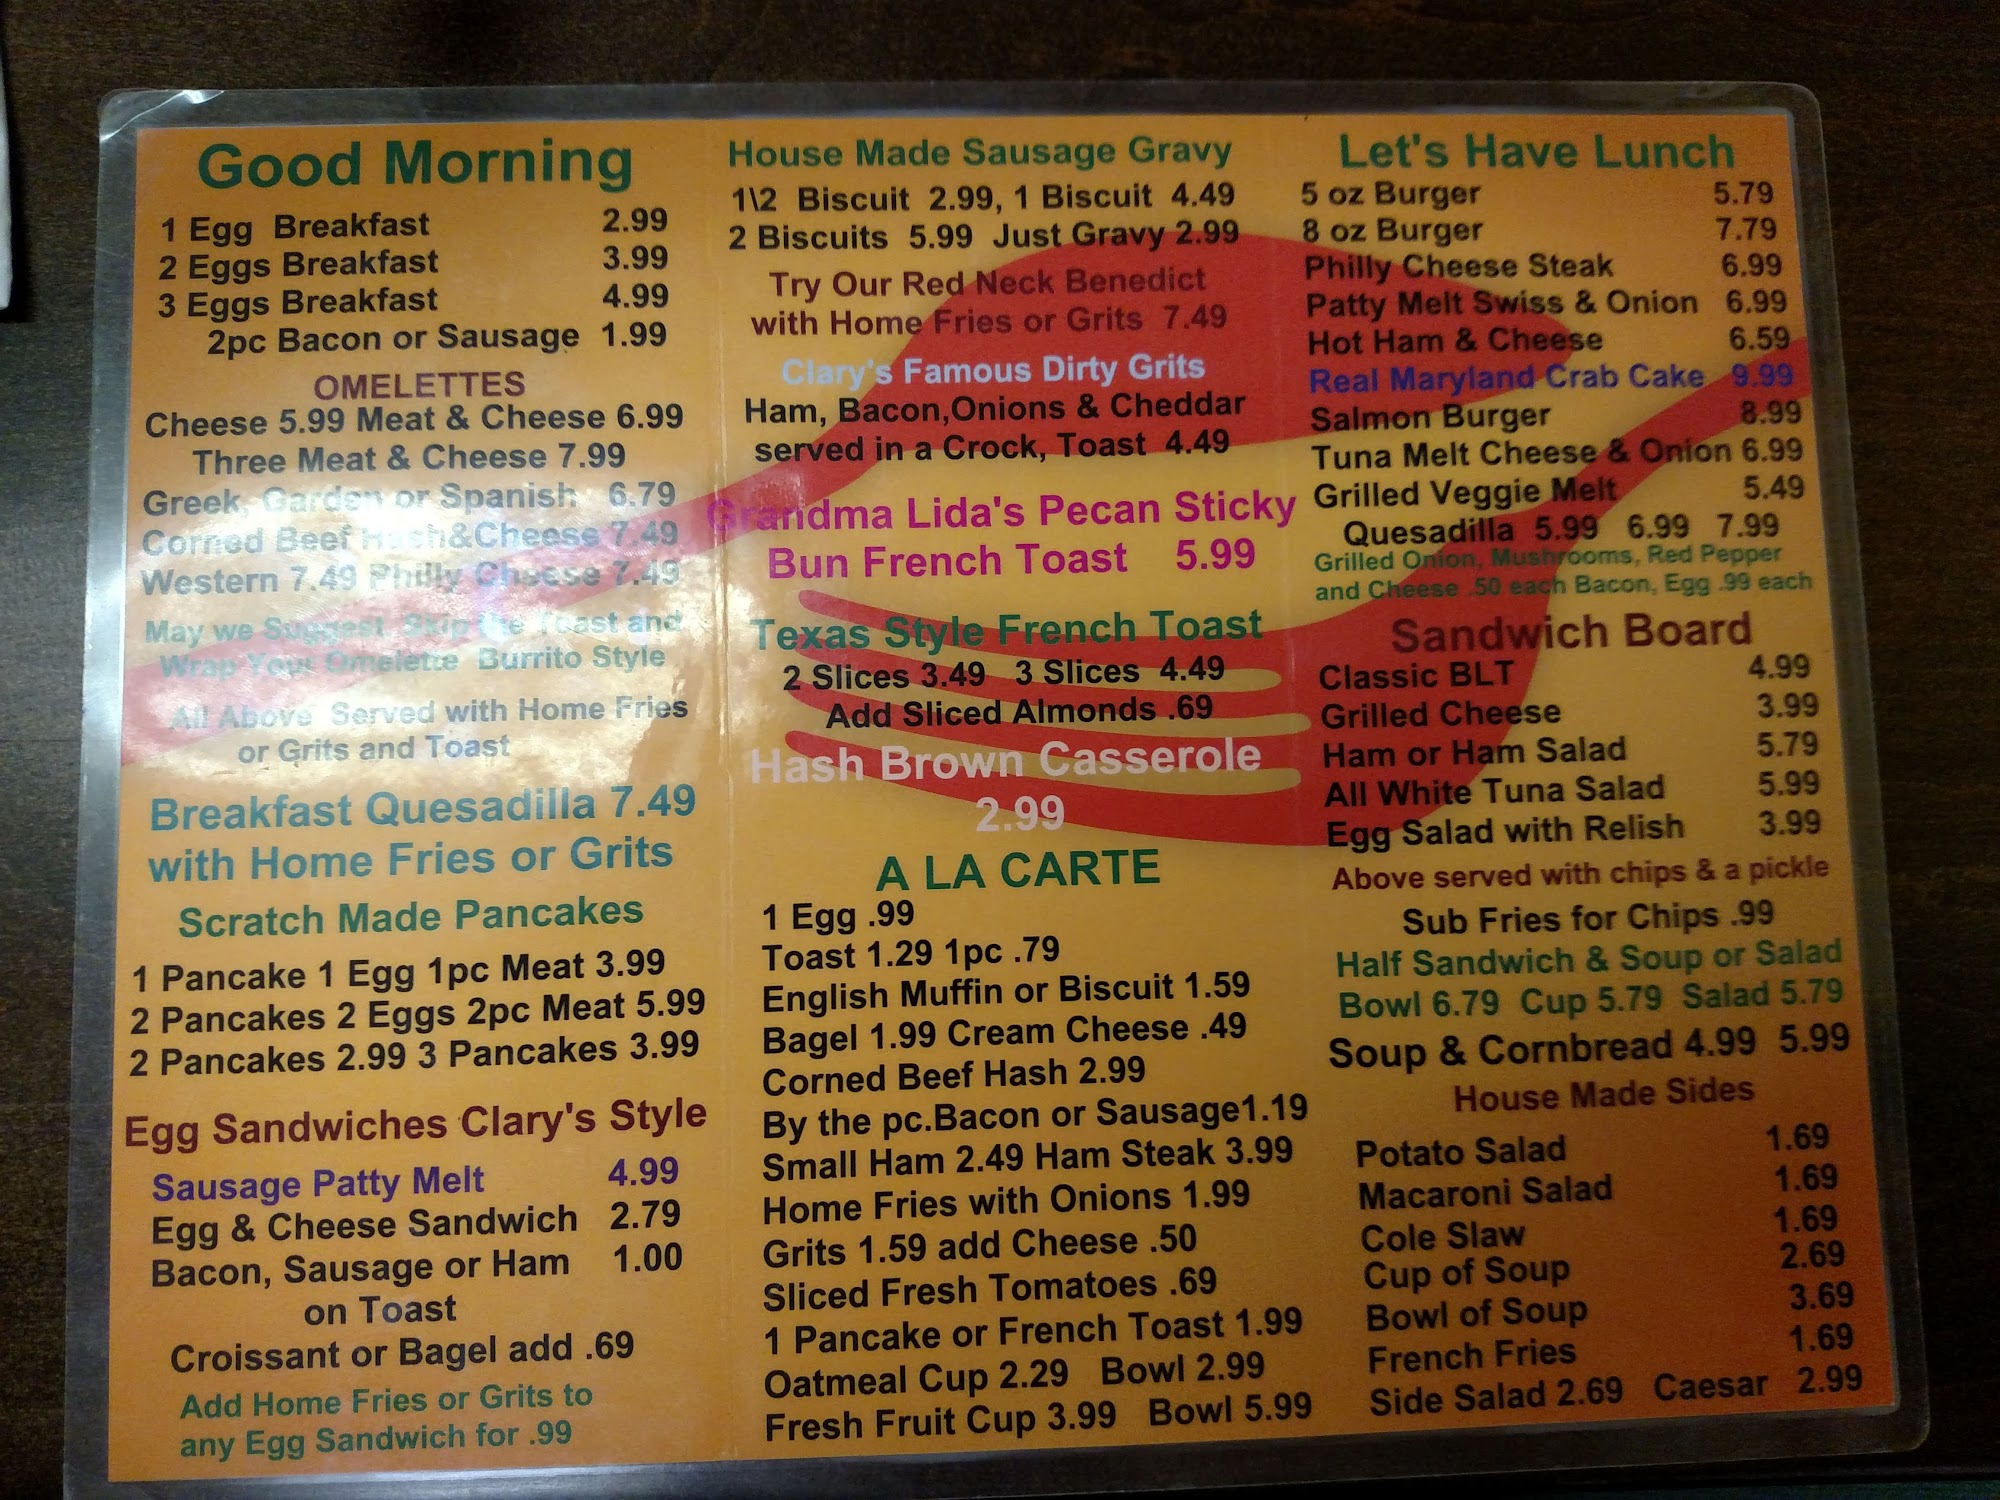 Good Morning
1 Egg Breakfast 2.99
2 Eggs Breakfast 3.99
3 Eggs Breakfast 4.99
2pc Bacon or Sausage 1.99
OMELETTES
Cheese 5.99 Meat & Cheese 6.99
Three Meat & Cheese 7.99
Greek, Garden or Spanish 6.79
Corned Beef Hash&Cheese 7.49
Western 7.49 Philly Cheese 7.49
May we Suggest Skip the Toast and
Wrap Your Omelette Burrito Style
All Above Served with Home Fries
or Grits and Toast
Breakfast Quesadilla 7.49
with Home Fries or Grits
Scratch Made Pancakes
1 Pancake 1 Egg 1pc Meat 3.99
2 Pancakes 2 Eggs 2pc Meat 5.99
2 Pancakes 2.99 3 Pancakes 3.99
Egg Sandwiches Clary's Style
Sausage Patty Melt 4.99
Egg & Cheese Sandwich 2.79
Bacon, Sausage or Ham 1.00
on Toast
Croissant or Bagel add .69
Add Home Fries or Grits to
any Egg Sandwich for .99
House Made Sausage Gravy
1\2 Biscuit 2.99, 1 Biscuit 4.49
2 Biscuits 5.99 Just Gravy 2.99
Try Our Red Neck Benedict
with Home Fries or Grits 7.49
Clary's Famous Dirty Grits
Ham, Bacon,Onions & Cheddar
served in a Crock, Toast 4.49
Grandma Lida's Pecan Sticky
Bun French Toast 5.99
Texas Style French Toast
2 Slices 3.49 3 Slices 4.49
Add Sliced Almonds .69
Hash Brown Casserole
2.99
A LA CARTE
1 Egg .99
Toast 1.29 1pc .79
English Muffin or Biscuit 1.59
Bagel 1.99 Cream Cheese .49
Corned Beef Hash 2.99
By the pc.Bacon or Sausage1.19
Small Ham 2.49 Ham Steak 3.99
Home Fries with Onions 1.99
Grits 1.59 add Cheese .50
Sliced Fresh Tomatoes .69
1 Pancake or French Toast 1.99
Oatmeal Cup 2.29 Bowl 2.99
Fresh Fruit Cup 3.99 Bowl 5.99
Let's Have Lunch
5 oz Burger 5.79
8 oz Burger 7.79
Philly Cheese Steak 6.99
Patty Melt Swiss & Onion 6.99
Hot Ham & Cheese 6.59
Real Maryland Crab Cake 9.99
Salmon Burger 8.99
Tuna Melt Cheese & Onion 6.99
Grilled Veggie Melt 5.49
Quesadilla 5.99 6.99 7.99
Grilled Onion, Mushrooms, Red Pepper
and Cheese .50 each Bacon, Egg .99 each
Sandwich Board
Classic BLT 4.99
Grilled Cheese 3.99
Ham or Ham Salad 5.79
All White Tuna Salad 5.99
Egg Salad with Relish 3.99
Above served with chips & a pickle
Sub Fries for Chips .99
Half Sandwich & Soup or Salad
Bowl 6.79 Cup 5.79 Salad 5.79
Soup & Cornbread 4.99 5.99
House Made Sides
Potato Salad 1.69
Macaroni Salad 1.69
Cole Slaw 1.69
Cup of Soup 2.69
Bowl of Soup 3.69
French Fries 1.69
Side Salad 2.69 Caesar 2.99